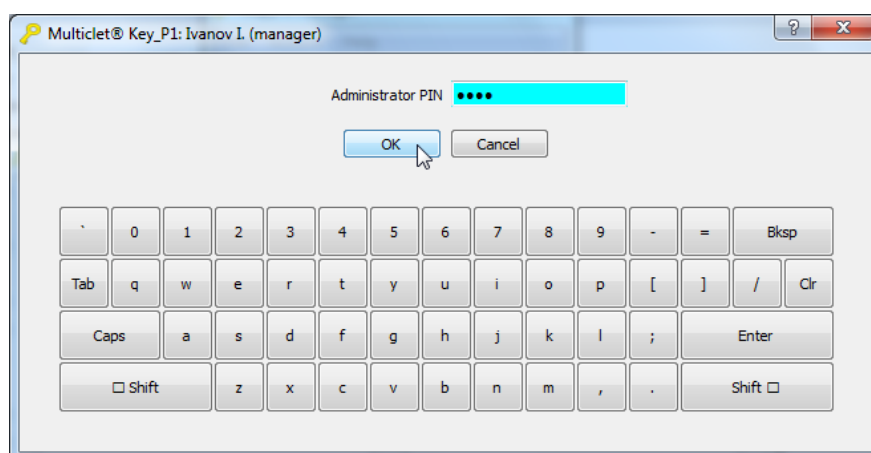 Multiclet® Key_P1: Ivanov I. (manager)
Administrator PIN ●●●●
OK Cancel
` 0 1 2 3 4 5 6 7 8 9 - = Bksp
Tab q w e r t y u i o p [ ] / Clr
Caps a s d f g h j k l ; Enter
□ Shift z x c v b n m , . Shift □